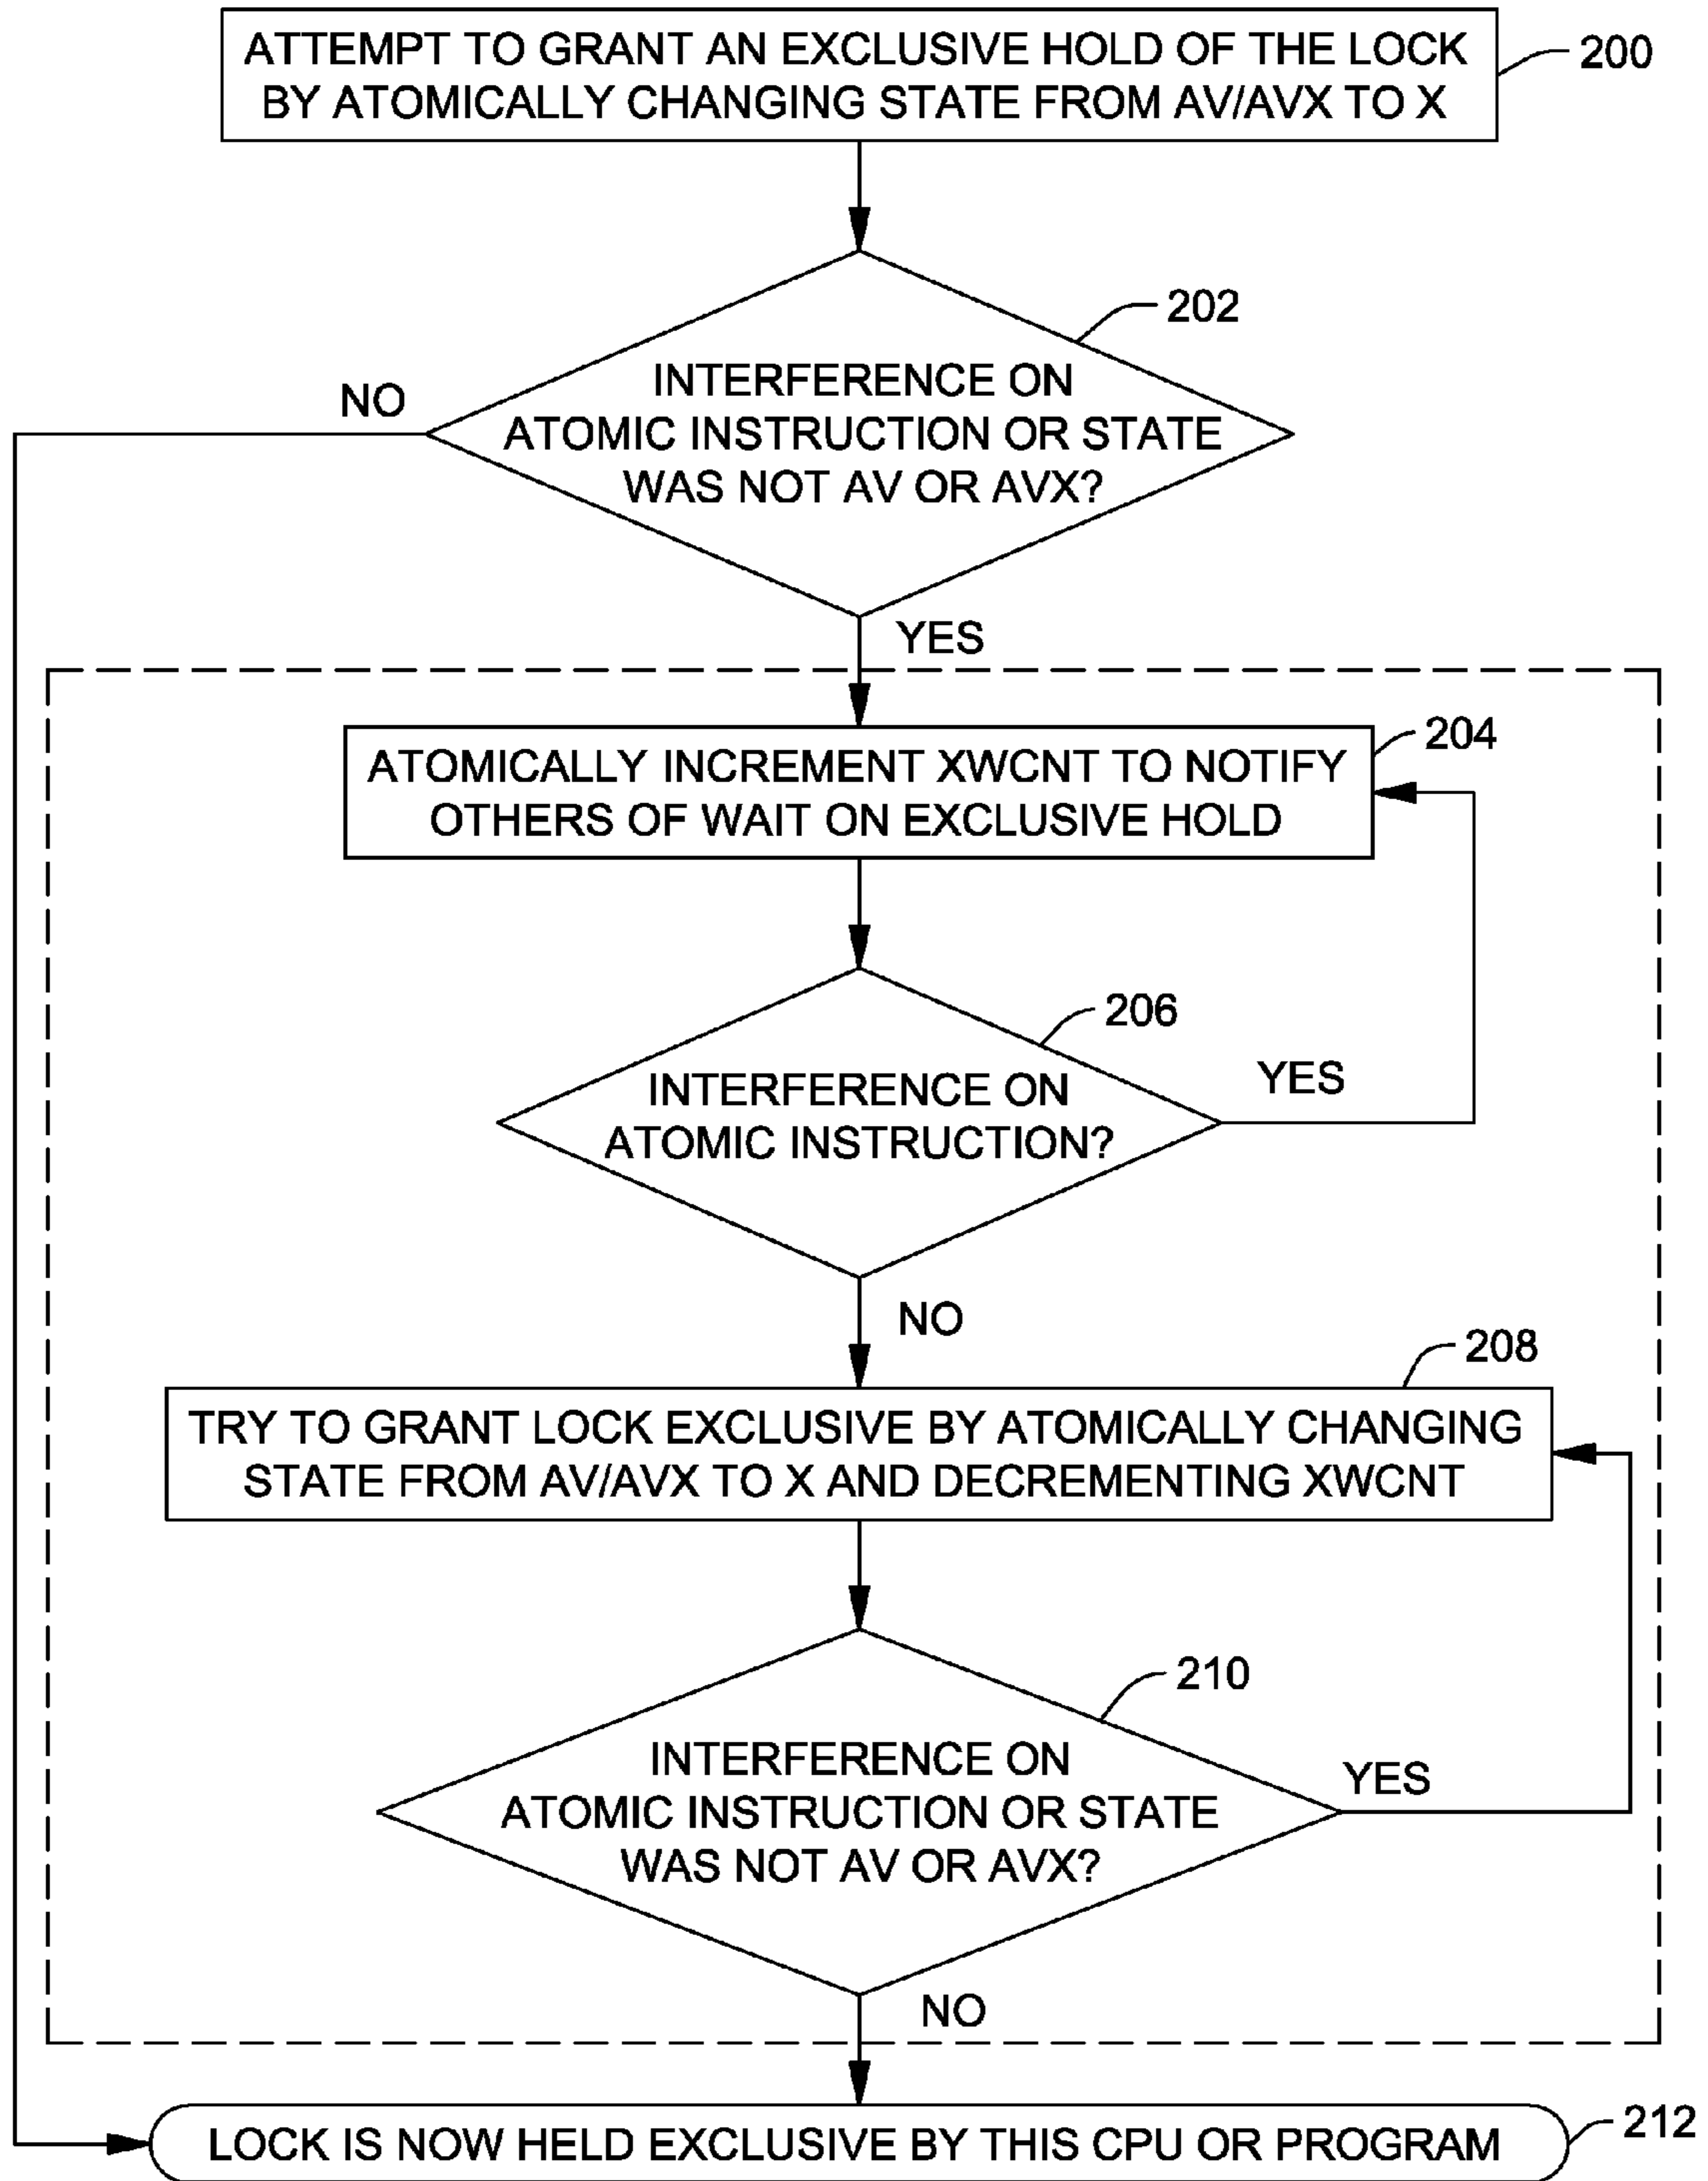 ATTEMPT TO GRANT AN EXCLUSIVE HOLD OF THE LOCK
BY ATOMICALLY CHANGING STATE FROM AV/AVX TO X
200
202
INTERFERENCE ON
ATOMIC INSTRUCTION OR STATE
WAS NOT AV OR AVX?
NO
YES
204
ATOMICALLY INCREMENT XWCNT TO NOTIFY
OTHERS OF WAIT ON EXCLUSIVE HOLD
206
INTERFERENCE ON
ATOMIC INSTRUCTION?
YES
NO
208
TRY TO GRANT LOCK EXCLUSIVE BY ATOMICALLY CHANGING
STATE FROM AV//AVX TO X AND DECREMENTING XWCNT
210
INTERFERENCE ON
ATOMIC INSTRUCTION OR STATE
WAS NOT AV OR AVX?
YES
NO
LOCK IS NOW HELD EXCLUSIVE BY THIS CPU OR PROGRAM
212